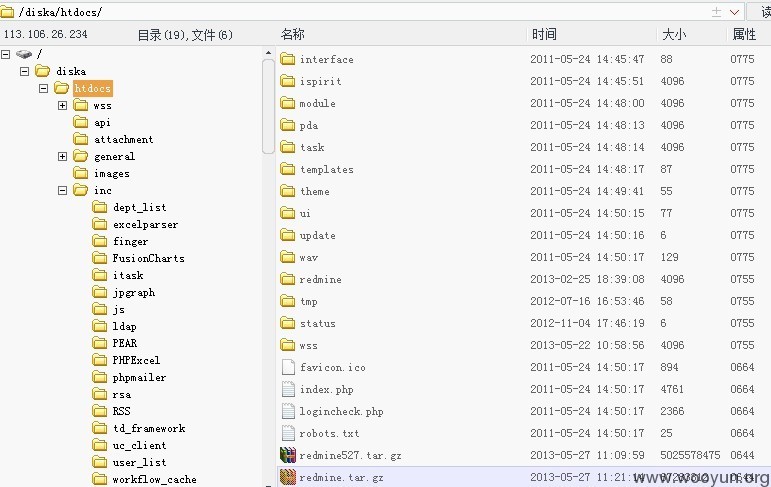 /diska/htdocs/
读
113.106.26.234 目录(19),文件(6) 名称 时间 大小 属性
/
diska
htdocs
wss
api
attachment
general
images
inc
dept_list
excelparser
finger
FusionCharts
itask
jpgraph
js
ldap
PEAR
PHPExcel
phpmailer
rsa
RSS
td_framework
uc_client
user_list
workflow_cache
interface 2011-05-24 14:45:47 88 0775
ispirit 2011-05-24 14:45:51 4096 0775
module 2011-05-24 14:48:00 4096 0775
pda 2011-05-24 14:48:13 4096 0775
task 2011-05-24 14:48:14 4096 0775
templates 2011-05-24 14:48:17 87 0775
theme 2011-05-24 14:49:41 55 0775
ui 2011-05-24 14:50:15 77 0775
update 2011-05-24 14:50:16 6 0775
wav 2011-05-24 14:50:17 129 0775
redmine 2013-02-25 18:39:08 4096 0755
tmp 2012-07-16 16:53:46 58 0755
status 2012-11-04 17:46:19 6 0755
wss 2013-05-22 10:58:56 4096 0755
favicon.ico 2011-05-24 14:50:17 894 0664
index.php 2011-05-24 14:50:17 4761 0664
logincheck.php 2011-05-24 14:50:17 2366 0664
robots.txt 2011-05-24 14:50:17 25 0664
redmine527.tar.gz 2013-05-27 11:09:59 5025578475 0644
redmine.tar.gz 2013-05-27
www.wooyun.org